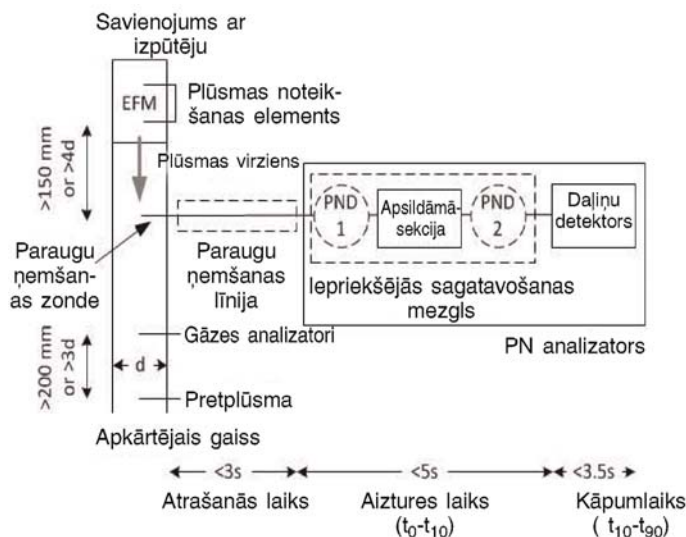 Savienojums ar
izpūtēju
EFM
Plūsmas noteik-
šanas elements
>150 mm
or >4d
Plūsmas virziens
PND
1
Apsildāmā-
sekcija
PND
2
Daļiņu
detektors
Paraugu
ņemšan-
as zonde
Paraugu
ņemšanas
līnija
Iepriekšējās sagatavošanas
mezgls
PN analizators
>200 mm
or >3d
d
Gāzes analizatori
Pretplūsma
Apkārtējais gaiss
<3s
<5s
<3.5s
Atrašanās laiks
Aiztures laiks
(t0-t10)
Kāpumlaiks
( t10-t90)